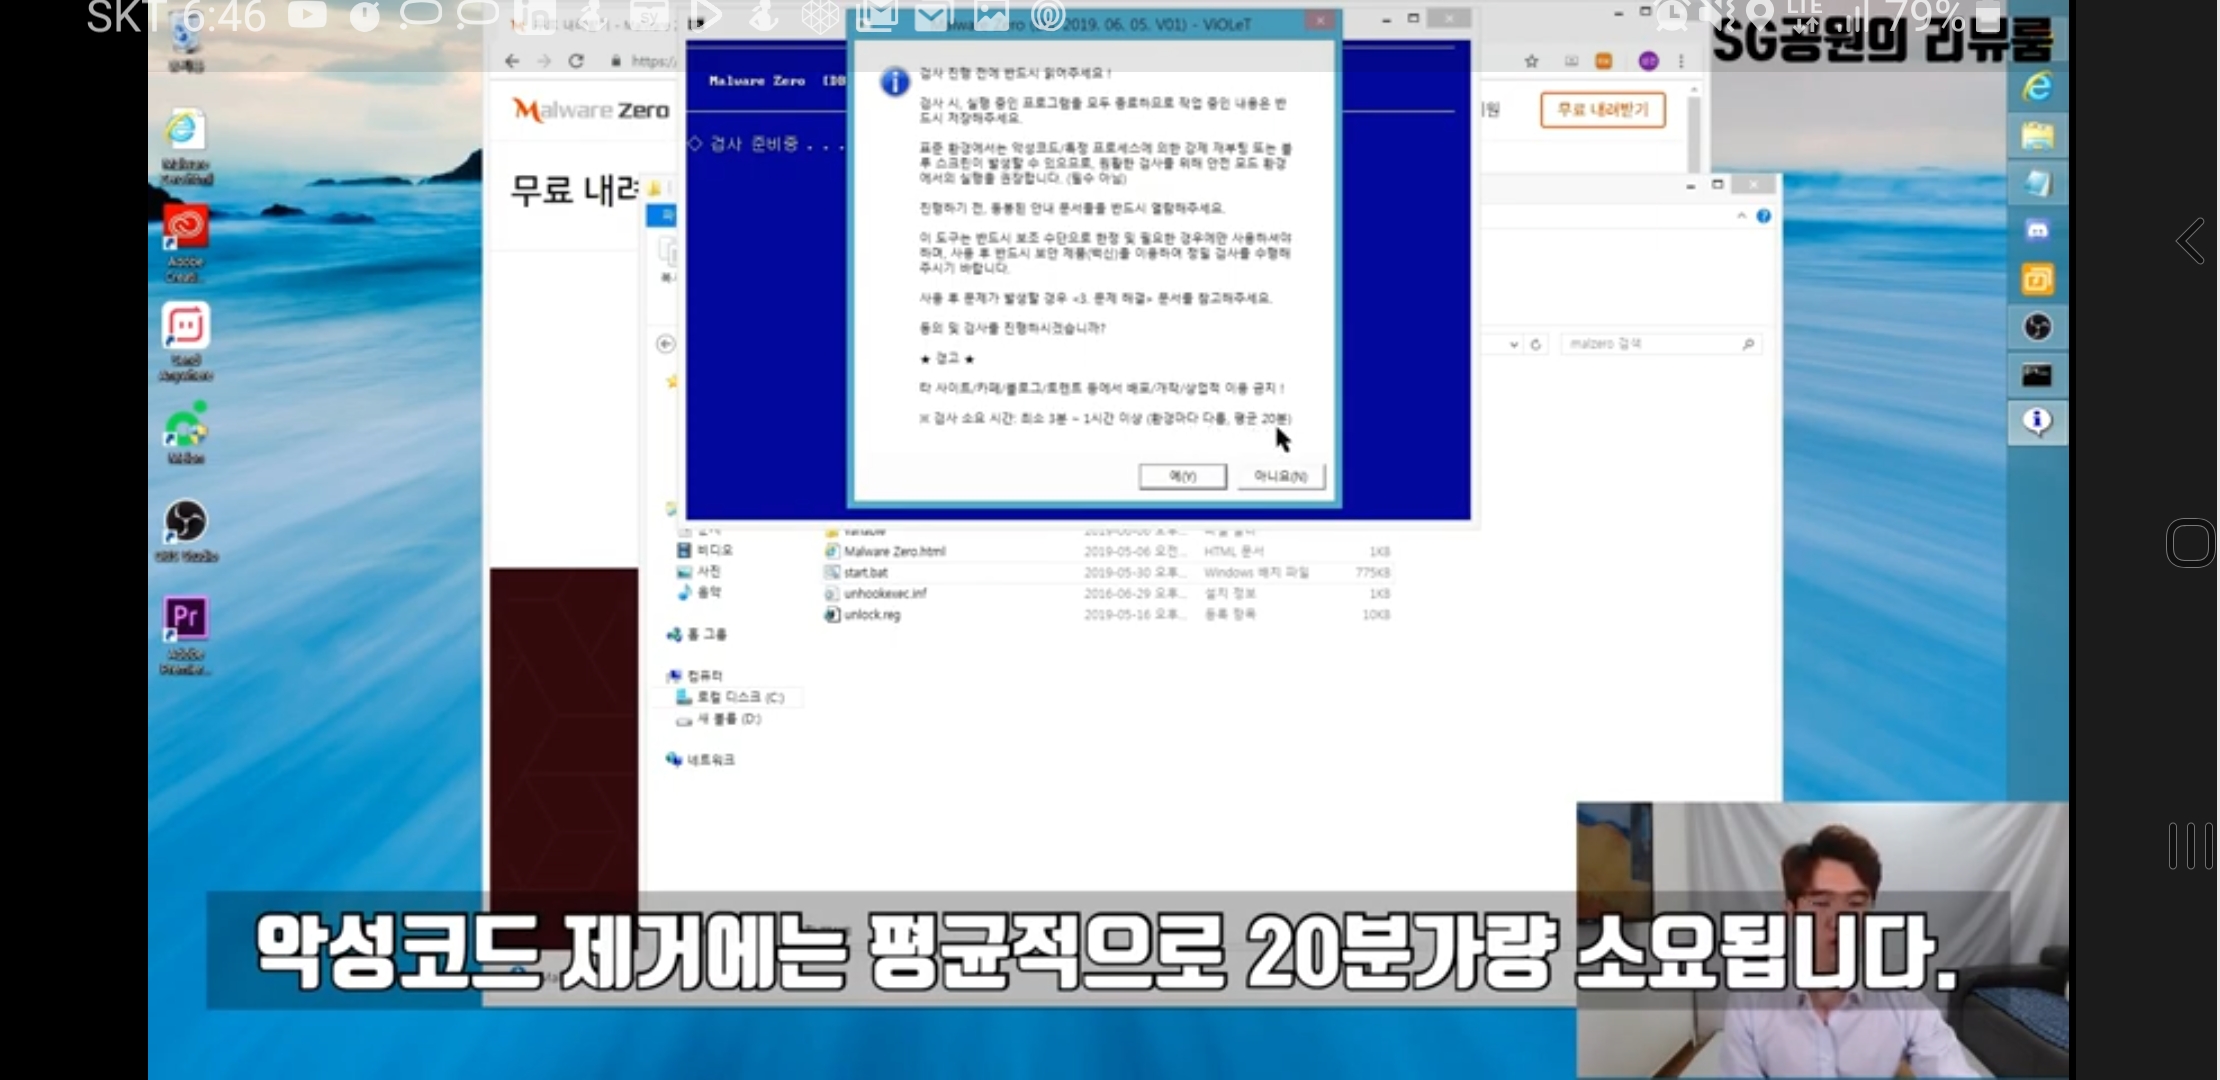 SKT 6:46
LTE
79%
SG공원의 리뷰룸
2019. 06. 05. V01) - ViOLeT
https:/
Malware Zero
무료 내려받기
무료 내려
Malware Zero [DB
◇ 검사 준비중 . . .
검사 진행 전에 반드시 읽어주세요 !
검사 시, 실행 중인 프로그램을 모두 종료하므로 작업 중인 내용은 반
드시 저장해주세요.
표준 환경에서는 악성코드/특정 프로세스에 의한 강제 재부팅 또는 블
루 스크린이 발생할 수 있으므로, 원활한 검사를 위해 안전 모드 환경
에서의 실행을 권장합니다. (필수 아님)
진행하기 전, 동봉된 안내 문서들을 반드시 열람해주세요.
이 도구는 반드시 보조 수단으로 한정 및 필요한 경우에만 사용하셔야
하며, 사용 후 반드시 보안 제품(백신)을 이용하여 정밀 검사를 수행해
주시기 바랍니다.
사용 후 문제가 발생할 경우 <3. 문제 해결> 문서를 참고해주세요.
동의 및 검사를 진행하시겠습니까?
★ 경고 ★
타 사이트/카페/블로그/토렌트 등에서 배포/개작/상업적 이용 금지 !
※ 검사 소요 시간: 최소 3분 ~ 1시간 이상 (환경마다 다름, 평균 20분)
예(Y)
아니요(N)
malzero 검색
Malware Zero.html
Adobe Creati...
Send Anywhere
Melon
OBS Studio
Pr
Adobe Premier...
비디오
사진
음악
홈 그룹
컴퓨터
로컬 디스크 (C:)
새 볼륨 (D:)
네트워크
Malware Zero.html 2019-05-06 오전... HTML 문서 1KB
start.bat 2019-05-30 오후... Windows 배치 파일 775KB
unhookexec.inf 2016-06-29 오후... 설치 정보 1KB
unlock.reg 2019-05-16 오후... 등록 항목 10KB
악성코드 제거에는 평균적으로 20분가량 소요됩니다.